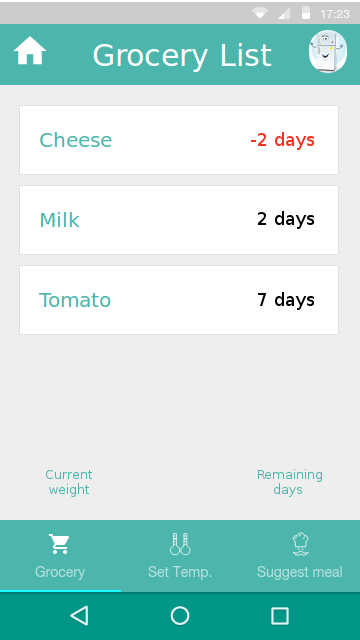 17:23
Grocery List
Cheese -2 days
Milk 2 days
Tomato 7 days
Current weight
Remaining days
Grocery Set Temp. Suggest meal